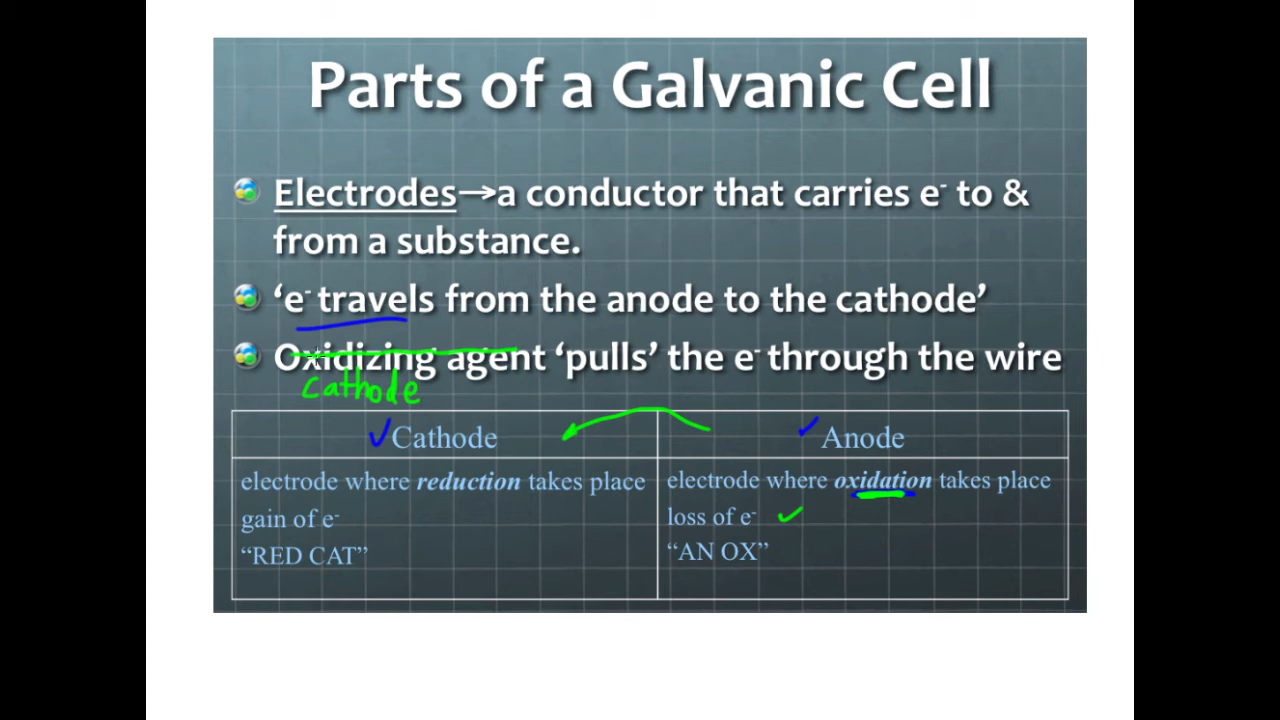 Parts of a Galvanic Cell
Electrodes→a conductor that carries e⁻ to &
from a substance.
‘e⁻ travels from the anode to the cathode’
Oxidizing agent ‘pulls’ the e⁻ through the wire
Cathode
Cathode
Anode
electrode where reduction takes place
gain of e⁻
“RED CAT”
electrode where oxidation takes place
loss of e⁻
“AN OX”